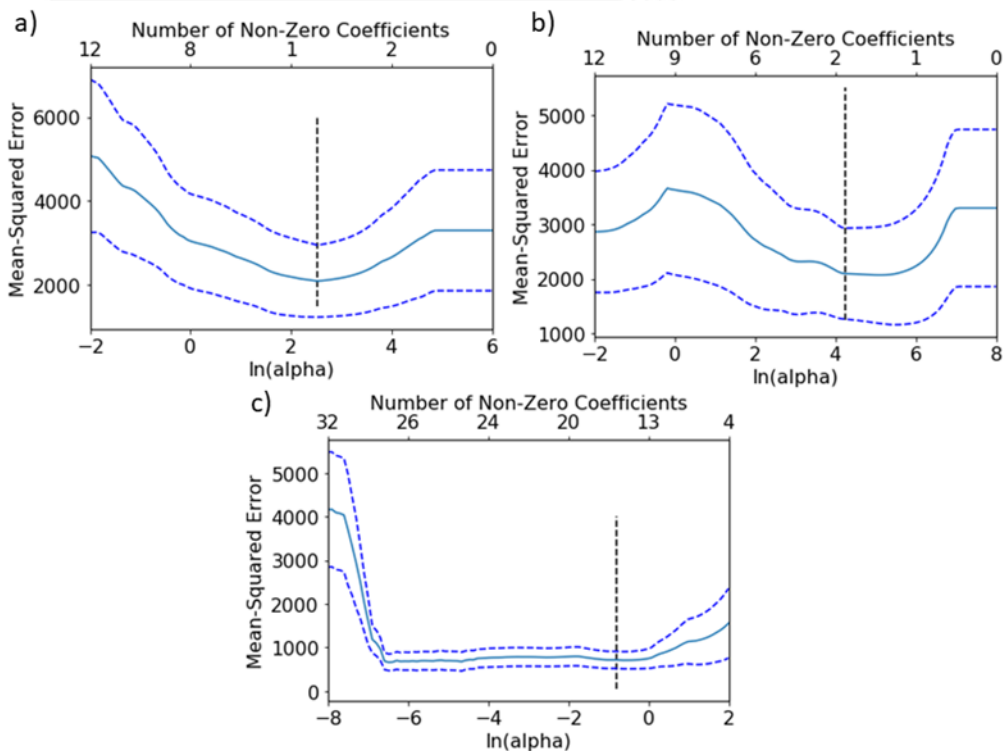 a)
Number of Non-Zero Coefficients
12 8 1 2 0
Mean-Squared Error
6000
4000
2000
−2 0 2 4 6
ln(alpha)
b)
Number of Non-Zero Coefficients
12 9 6 2 1 0
Mean-Squared Error
5000
4000
3000
2000
1000
−2 0 2 4 6 8
ln(alpha)
c)
Number of Non-Zero Coefficients
32 26 24 20 13 4
Mean-Squared Error
5000
4000
3000
2000
1000
0
−8 −6 −4 −2 0 2
ln(alpha)